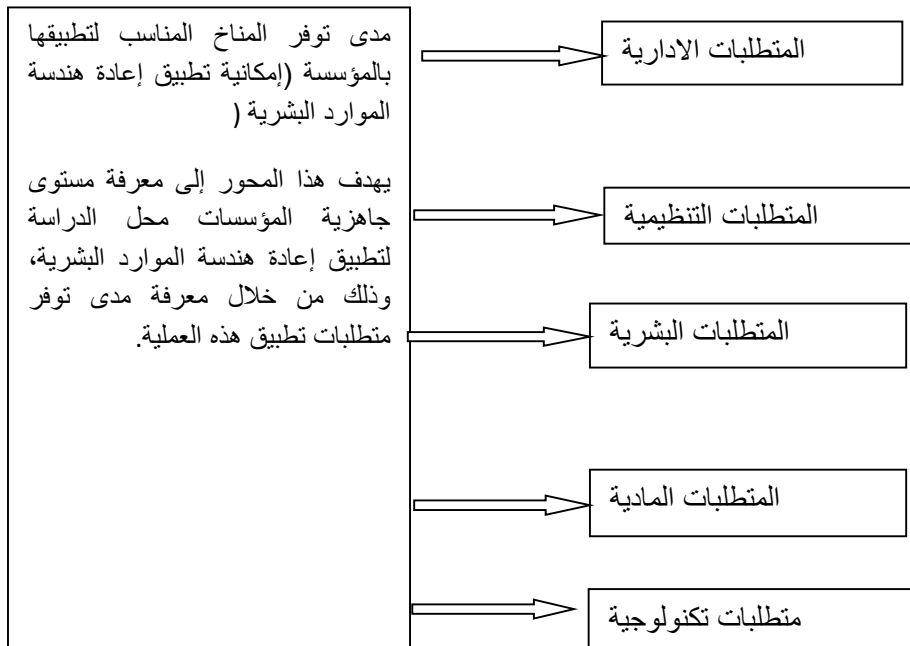 مدى توفر المناخ المناسب لتطبيقها
بالمؤسسة (إمكانية تطبيق إعادة هندسة
الموارد البشرية (
يهدف هذا المحور إلى معرفة مستوى
جاهزية المؤسسات محل الدراسة
لتطبيق إعادة هندسة الموارد البشرية،
وذلك من خلال معرفة مدى توفر
متطلبات تطبيق هذه العملية.
المتطلبات الادارية
المتطلبات التنظيمية
المتطلبات البشرية
المتطلبات المادية
متطلبات تكنولوجية